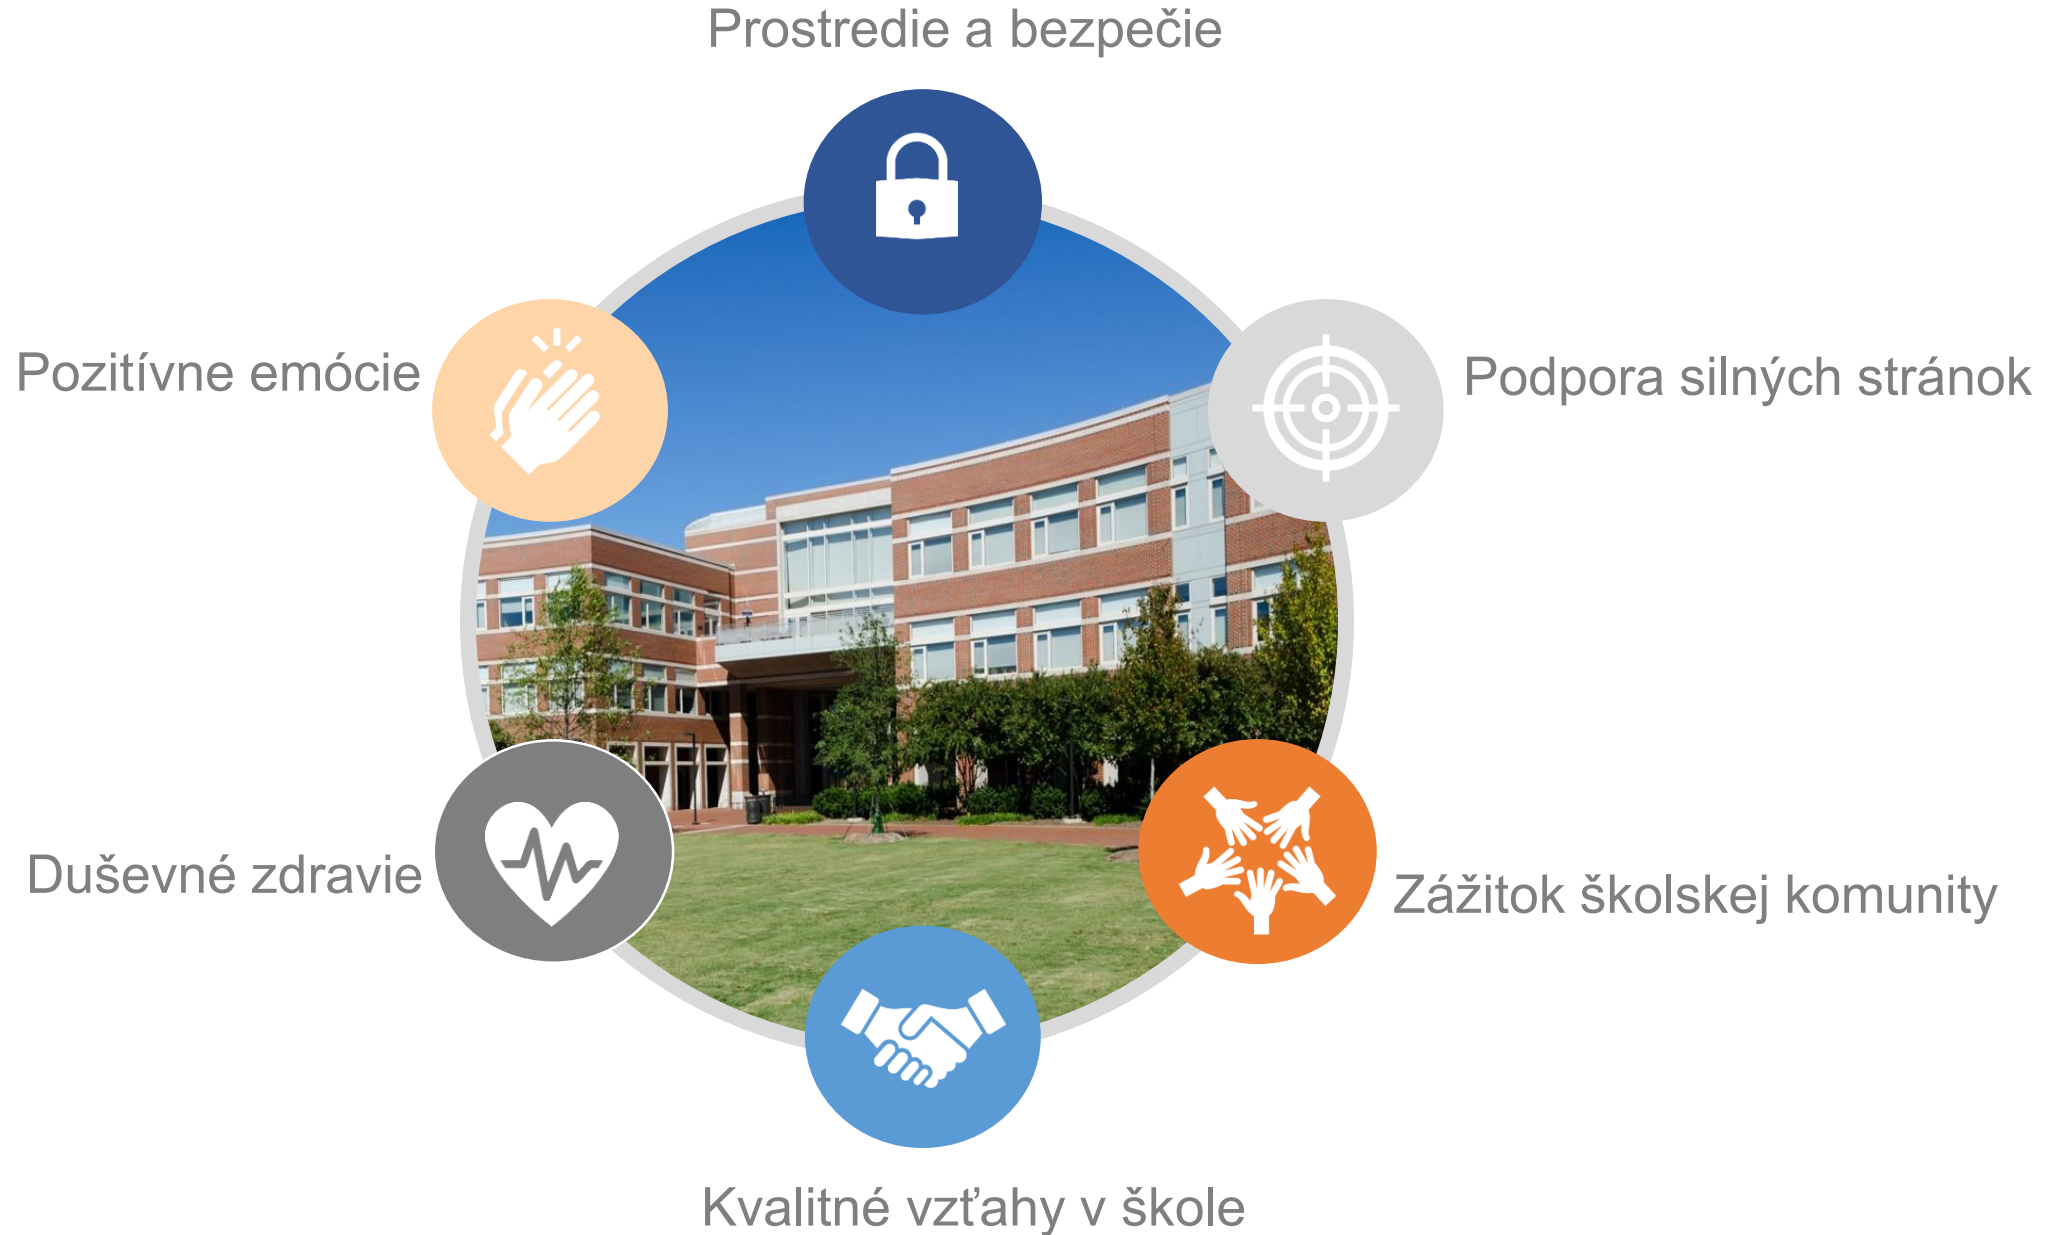 Prostredie a bezpečie
Pozitívne emócie
Podpora silných stránok
Duševné zdravie
Zážitok školskej komunity
Kvalitné vzťahy v škole